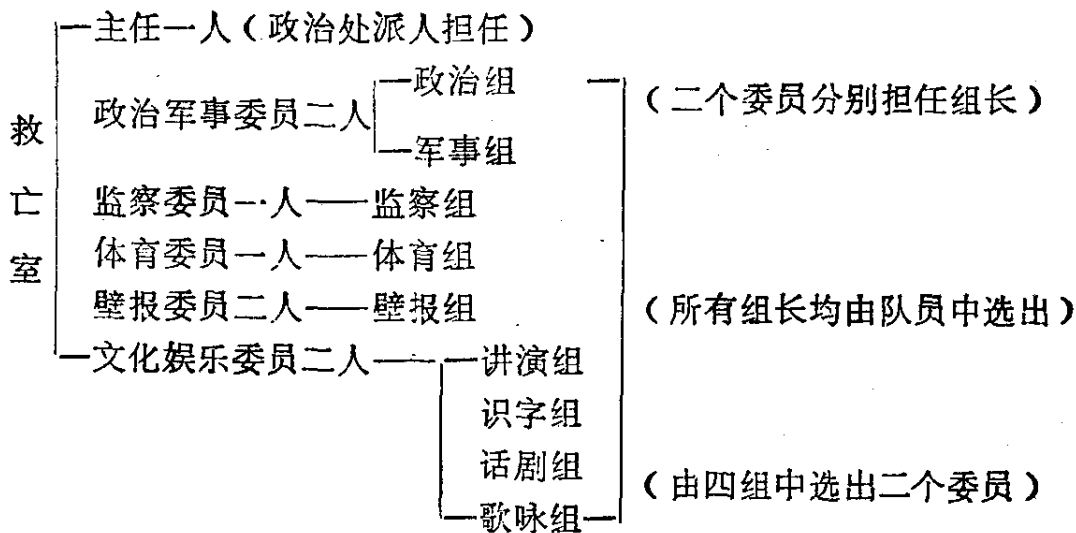 救亡室
主任一人（政治处派人担任）
政治军事委员二人
政治组
军事组
（二个委员分别担任组长）
监察委员一人——监察组
体育委员一人——体育组
壁报委员二人——壁报组
（所有组长均由队员中选出）
文化娱乐委员二人——讲演组
识字组
话剧组
歌咏组
（由四组中选出二个委员）